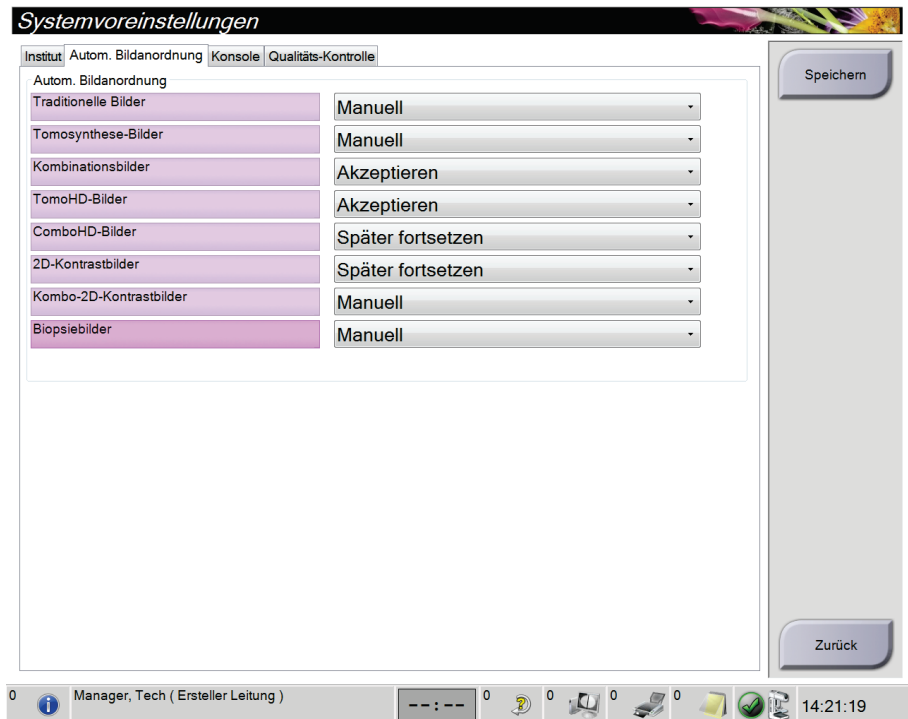 Systemvoreinstellungen
Institut Autom. Bildanordnung Konsole Qualitäts-Kontrolle
Speichern
Autom. Bildanordnung
Traditionelle Bilder Manuell
Tomosynthese-Bilder Manuell
Kombinationsbilder Akzeptieren
TomoHD-Bilder Akzeptieren
ComboHD-Bilder Später fortsetzen
2D-Kontrastbilder Später fortsetzen
Kombo-2D-Kontrastbilder Manuell
Biopsiebilder Manuell
Zurück
0 Manager, Tech ( Ersteller Leitung ) --:-- 0 0 0 0 14:21:19